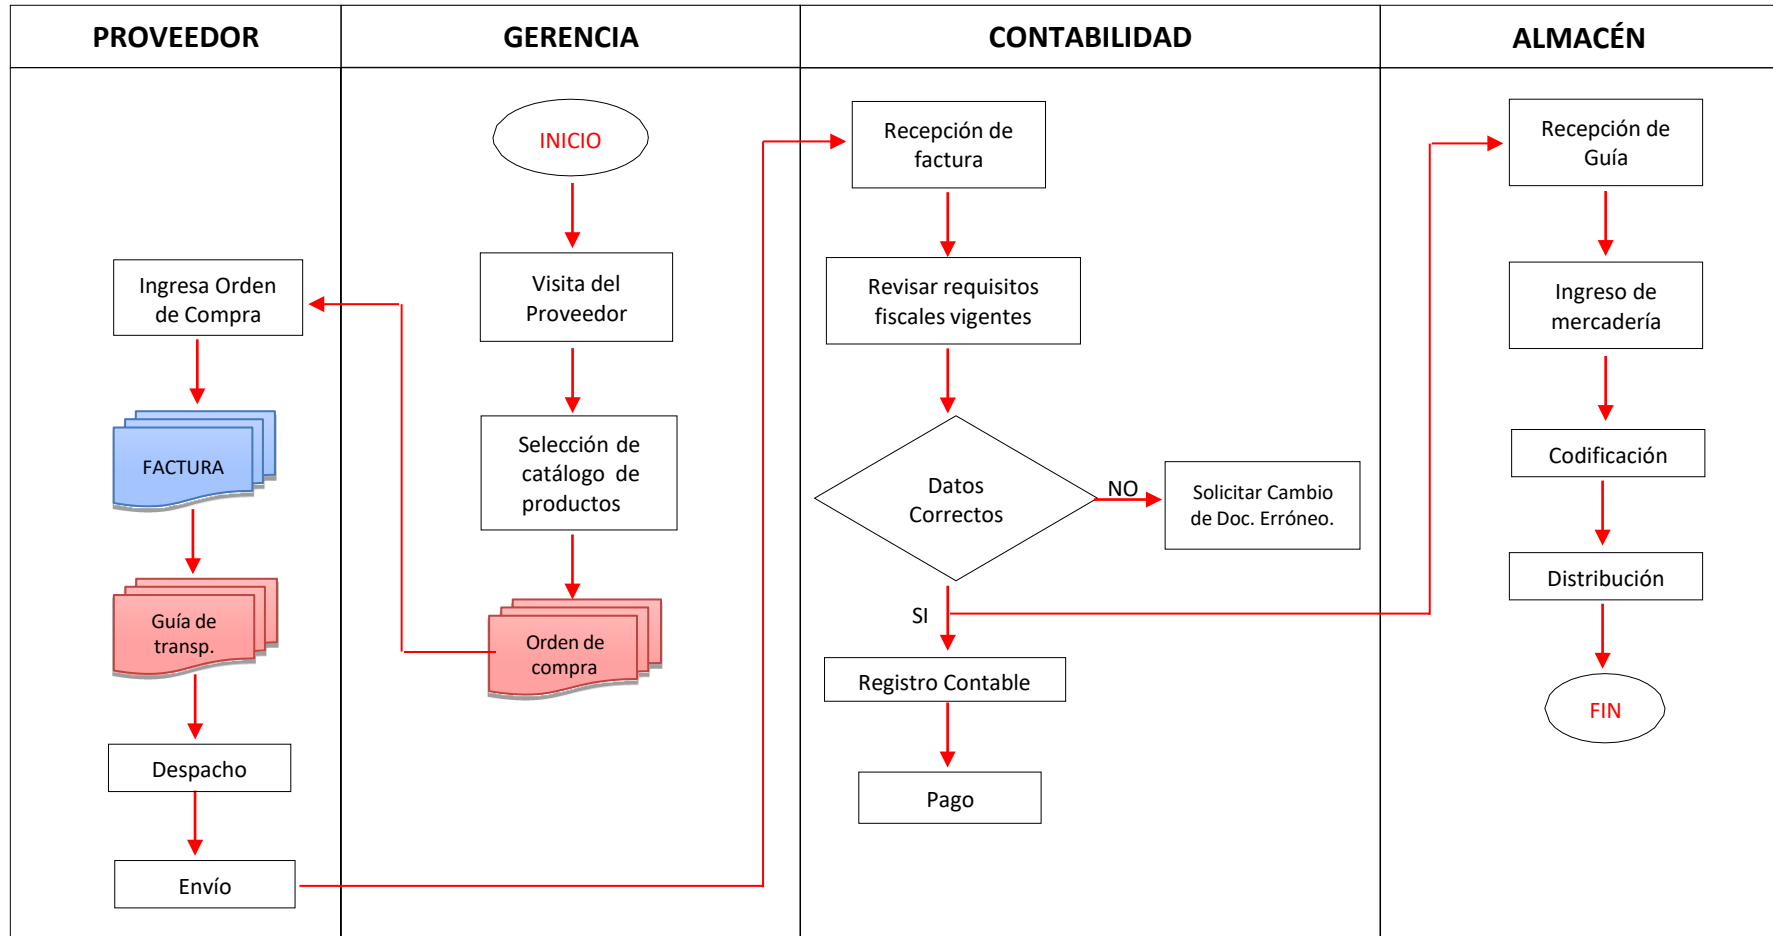 PROVEEDOR
GERENCIA
CONTABILIDAD
ALMACÉN
Ingresa Orden
de Compra
FACTURA
Guía de
transp.
Despacho
Envío
INICIO
Visita del
Proveedor
Selección de
catálogo de
productos
Orden de
compra
Recepción de
factura
Revisar requisitos
fiscales vigentes
Datos
Correctos
NO
Solicitar Cambio
de Doc. Erróneo.
SI
Registro Contable
Pago
Recepción de
Guía
Ingreso de
mercadería
Codificación
Distribución
FIN